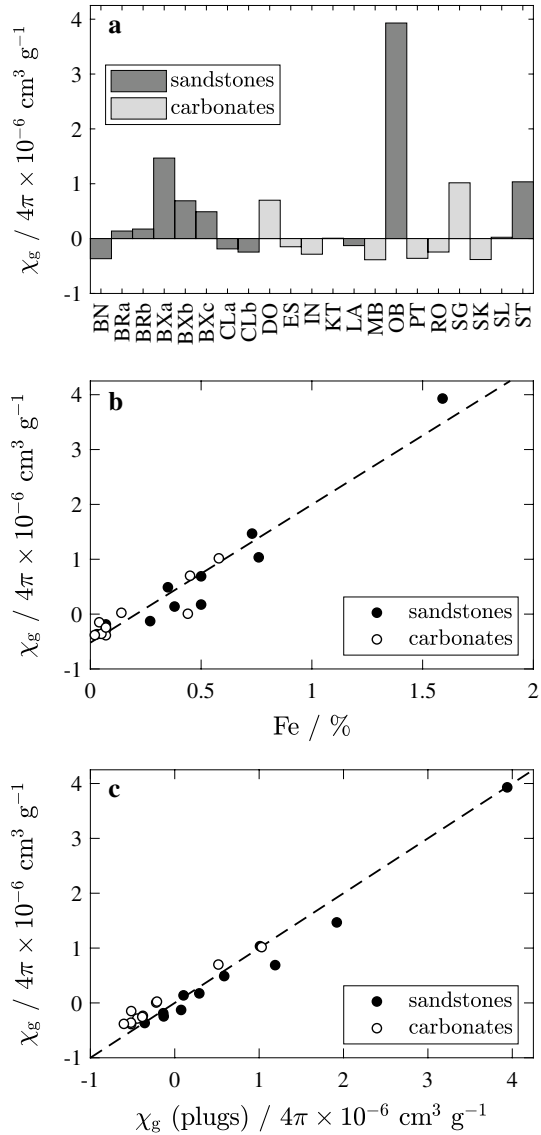 a
4
3
2
1
0
-1
χg / 4π × 10⁻⁶ cm³ g⁻¹
sandstones
carbonates
BN BRa BRb BXa BXb BXc CLa CLb DO ES IN KT LA MB OB PT RO SG SK SL ST
b
4
3
2
1
0
-1
χg / 4π × 10⁻⁶ cm³ g⁻¹
sandstones
carbonates
0 0.5 1 1.5 2
Fe / %
c
4
3
2
1
0
-1
χg / 4π × 10⁻⁶ cm³ g⁻¹
sandstones
carbonates
-1 0 1 2 3 4
χg (plugs) / 4π × 10⁻⁶ cm³ g⁻¹